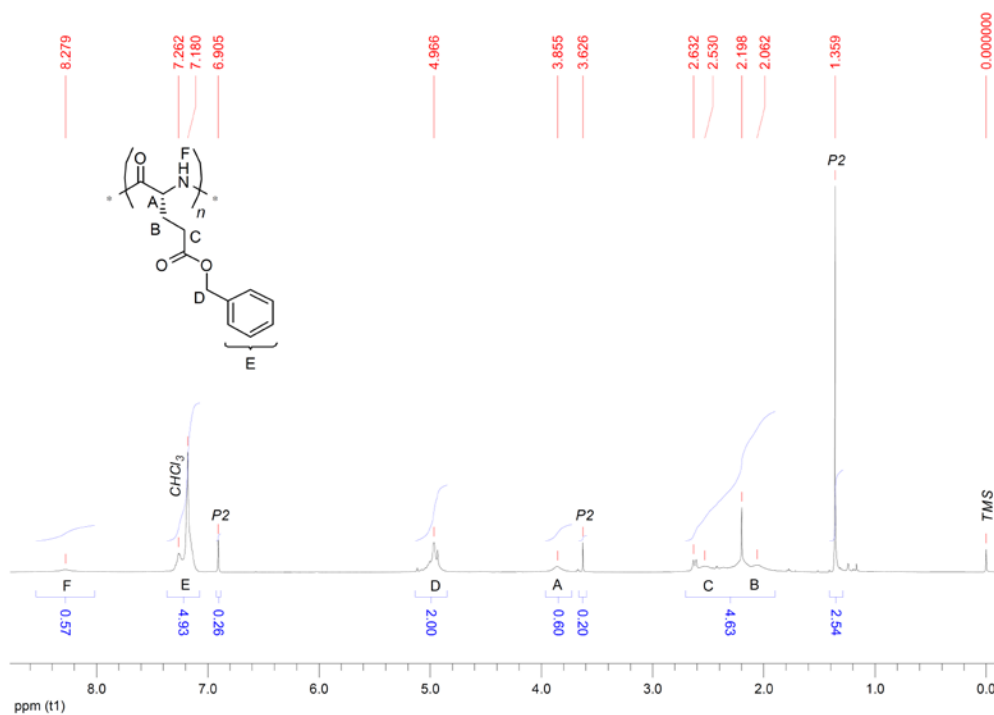 8.279 7.262 7.180 6.905 4.966 3.855 3.626 2.632 2.530 2.198 2.062 1.359 0.000000
P2
O
F
H
N
* *
A
n
B
C
O O
D
E
CHCl3
P2 P2 TMS
F E D A C B
0.57 4.93 0.26 2.00 0.60 0.20 4.63 2.54
8.0 7.0 6.0 5.0 4.0 3.0 2.0 1.0 0.0
ppm (t1)